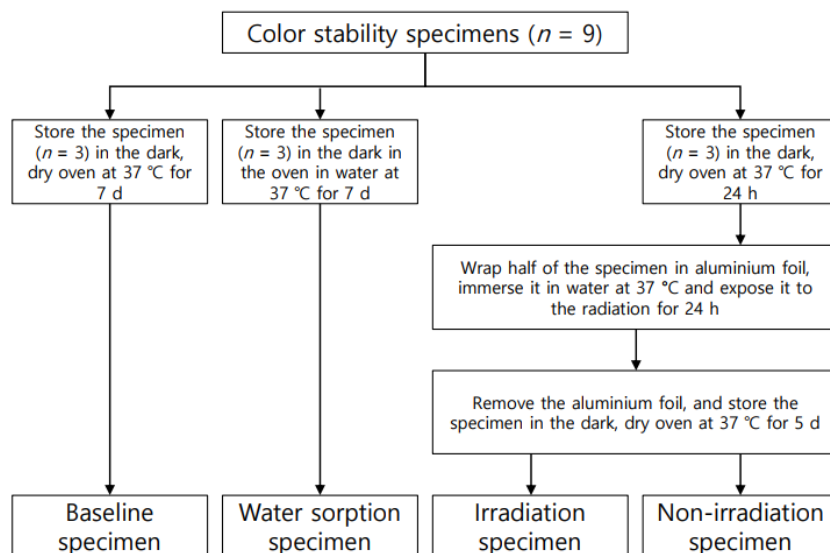 Color stability specimens (n = 9)
Store the specimen
(n = 3) in the dark,
dry oven at 37 ℃ for
7 d
Store the specimen
(n = 3) in the dark in
the oven in water at
37 ℃ for 7 d
Store the specimen
(n = 3) in the dark,
dry oven at 37 ℃ for
24 h
Wrap half of the specimen in aluminium foil,
immerse it in water at 37 °C and expose it to
the radiation for 24 h
Remove the aluminium foil, and store the
specimen in the dark, dry oven at 37 ℃ for 5 d
Baseline
specimen
Water sorption
specimen
Irradiation
specimen
Non-irradiation
specimen